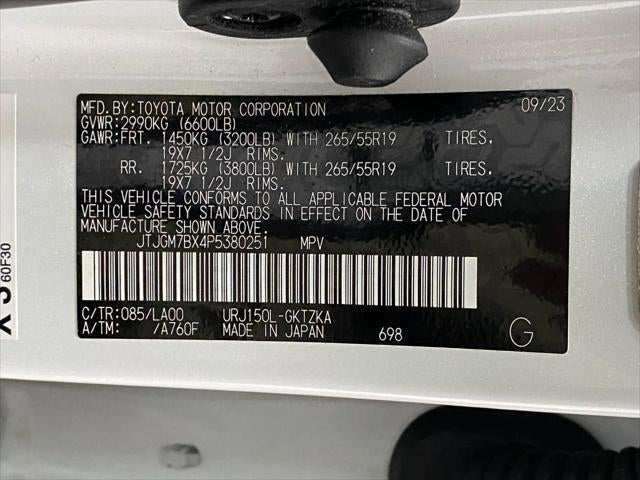 MFD.BY:TOYOTA MOTOR CORPORATION 09/23
GVWR:2990KG (6600LB)
GAWR:FRT. 1450KG (3200LB) WITH 265/55R19 TIRES,
19X7 1/2J RIMS.
RR. 1725KG (3800LB) WITH 265/55R19 TIRES,
19X7 1/2J RIMS.
THIS VEHICLE CONFORMS TO ALL APPLICABLE FEDERAL MOTOR
VEHICLE SAFETY STANDARDS IN EFFECT ON THE DATE OF
MANUFACTURE SHOWN ABOVE.
JTJGM7BX4P5380251 MPV
C/TR:085/LA00 URJ150L-GKTZKA
A/TM: /A760F MADE IN JAPAN 698
G
60F30